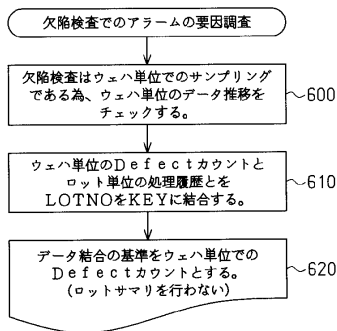 欠陥検査でのアラームの要因調査
欠陥検査はウェハ単位でのサンプリング
である為、ウェハ単位のデータ推移を
チェックする。
600
ウェハ単位のDefectカウントと
ロット単位の処理履歴とを
LOTNOをKEYに結合する。
610
データ結合の基準をウェハ単位での
Defectカウントとする。
(ロットサマリを行わない)
620